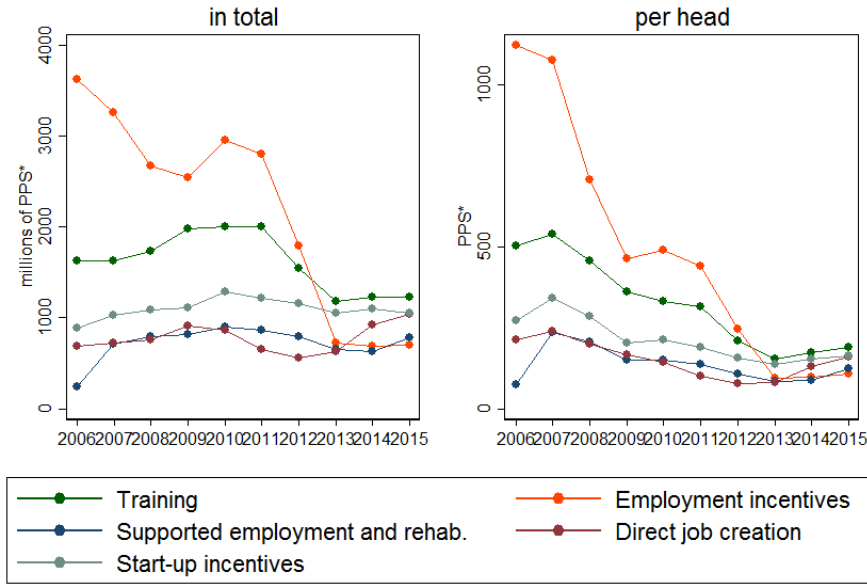 in total
per head
millions of PPS*
4000
3000
2000
1000
0
2006 2007 2008 2009 2010 2011 2012 2013 2014 2015
PPS*
1000
500
0
2006 2007 2008 2009 2010 2011 2012 2013 2014 2015
Training
Employment incentives
Supported employment and rehab.
Direct job creation
Start-up incentives